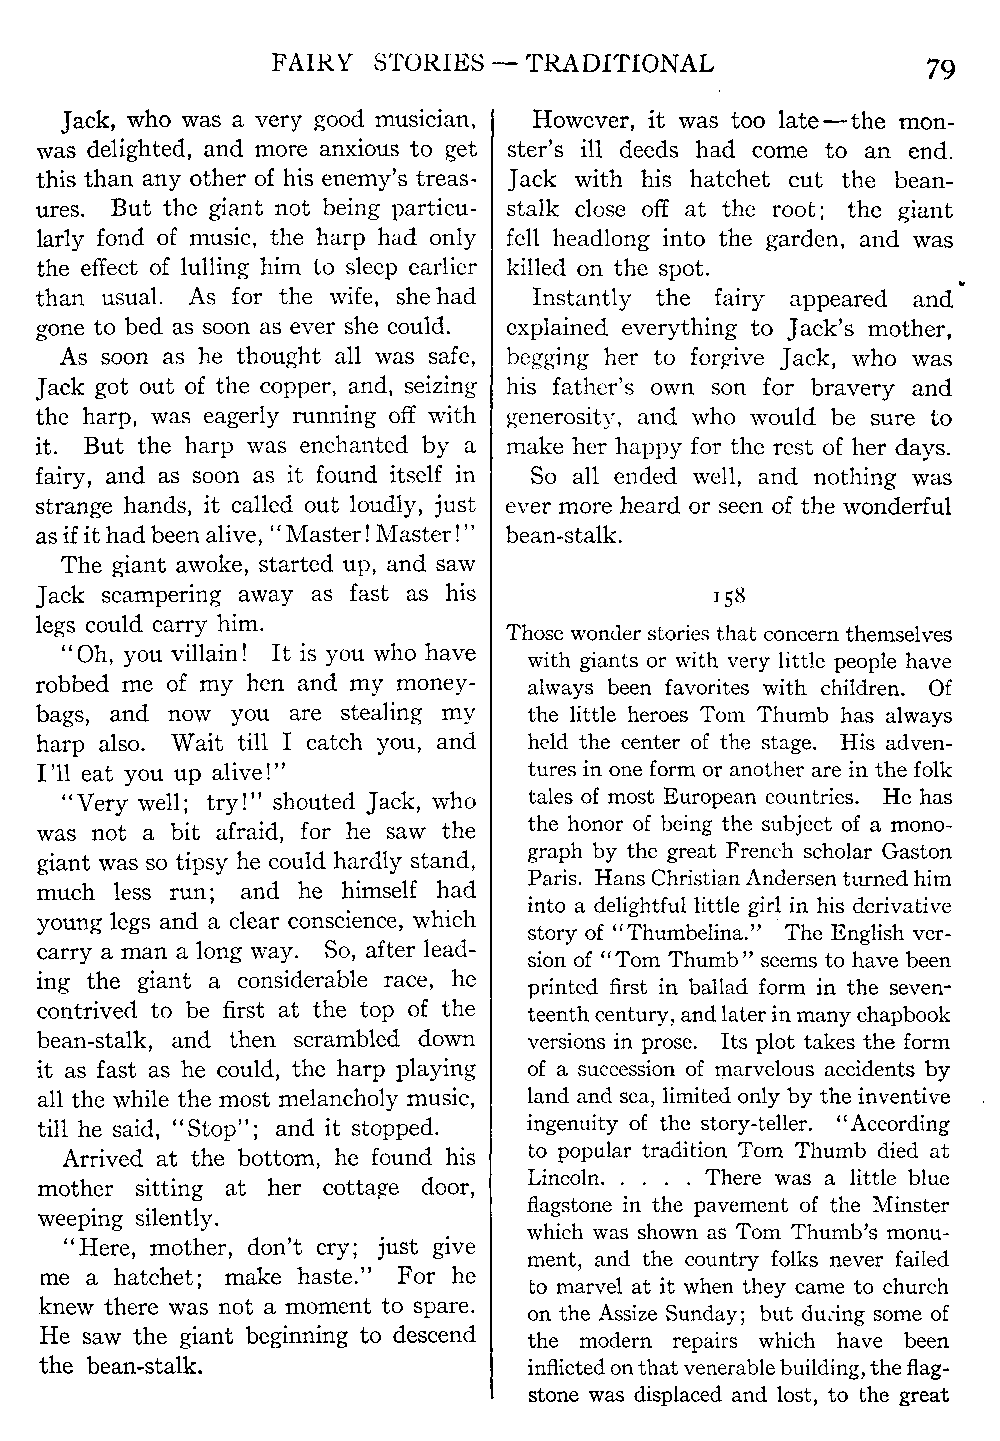 FAIRY STORIES — TRADITIONAL 79
Jack, who was a very good musician,
was delighted, and more anxious to get
this than any other of his enemy's treas-
ures. But the giant not being particu-
larly fond of music, the harp had only
the effect of lulling him to sleep earlier
than usual. As for the wife, she had
gone to bed as soon as ever she could.
As soon as he thought all was safe,
Jack got out of the copper, and, seizing
the harp, was eagerly running off with
it. But the harp was enchanted by a
fairy, and as soon as it found itself in
strange hands, it called out loudly, just
as if it had been alive, "Master! Master!"
The giant awoke, started up, and saw
Jack scampering away as fast as his
legs could carry him.
"Oh, you villain! It is you who have
robbed me of my hen and my money-
bags, and now you are stealing my
harp also. Wait till I catch you, and
I'll eat you up alive!"
"Very well; try!" shouted Jack, who
was not a bit afraid, for he saw the
giant was so tipsy he could hardly stand,
much less run; and he himself had
young legs and a clear conscience, which
carry a man a long way. So, after lead-
ing the giant a considerable race, he
contrived to be first at the top of the
bean-stalk, and then scrambled down
it as fast as he could, the harp playing
all the while the most melancholy music,
till he said, "Stop"; and it stopped.
Arrived at the bottom, he found his
mother sitting at her cottage door,
weeping silently.
"Here, mother, don't cry; just give
me a hatchet; make haste." For he
knew there was not a moment to spare.
He saw the giant beginning to descend
the bean-stalk.
However, it was too late—the mon-
ster's ill deeds had come to an end.
Jack with his hatchet cut the bean-
stalk close off at the root; the giant
fell headlong into the garden, and was
killed on the spot.
Instantly the fairy appeared and
explained everything to Jack's mother,
begging her to forgive Jack, who was
his father's own son for bravery and
generosity, and who would be sure to
make her happy for the rest of her days.
So all ended well, and nothing was
ever more heard or seen of the wonderful
bean-stalk.
158
Those wonder stories that concern themselves
with giants or with very little people have
always been favorites with children. Of
the little heroes Tom Thumb has always
held the center of the stage. His adven-
tures in one form or another are in the folk
tales of most European countries. He has
the honor of being the subject of a mono-
graph by the great French scholar Gaston
Paris. Hans Christian Andersen turned him
into a delightful little girl in his derivative
story of "Thumbelina." The English ver-
sion of "Tom Thumb" seems to have been
printed first in ballad form in the seven-
teenth century, and later in many chapbook
versions in prose. Its plot takes the form
of a succession of marvelous accidents by
land and sea, limited only by the inventive
ingenuity of the story-teller. "According
to popular tradition Tom Thumb died at
Lincoln. . . . . . There was a little blue
flagstone in the pavement of the Minster
which was shown as Tom Thumb's monu-
ment, and the country folks never failed
to marvel at it when they came to church
on the Assize Sunday; but during some of
the modern repairs which have been
inflicted on that venerable building, the flag-
stone was displaced and lost, to the great